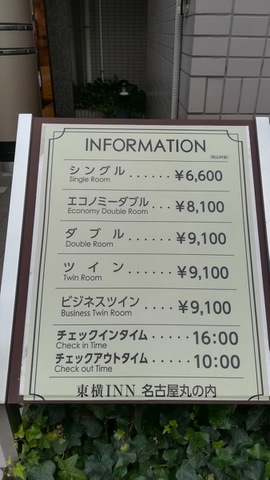 INFORMATION
(税込料金)
シングル ...... ¥6,600
Single Room
エコノミーダブル ... ¥8,100
Economy Double Room
ダブル ...... ¥9,100
Double Room
ツイン ...... ¥9,100
Twin Room
ビジネスツイン .... ¥9,100
Business Twin Room
チェックインタイム ..... 16:00
Check in Time
チェックアウトタイム .... 10:00
Check out Time
東横INN 名古屋丸の内